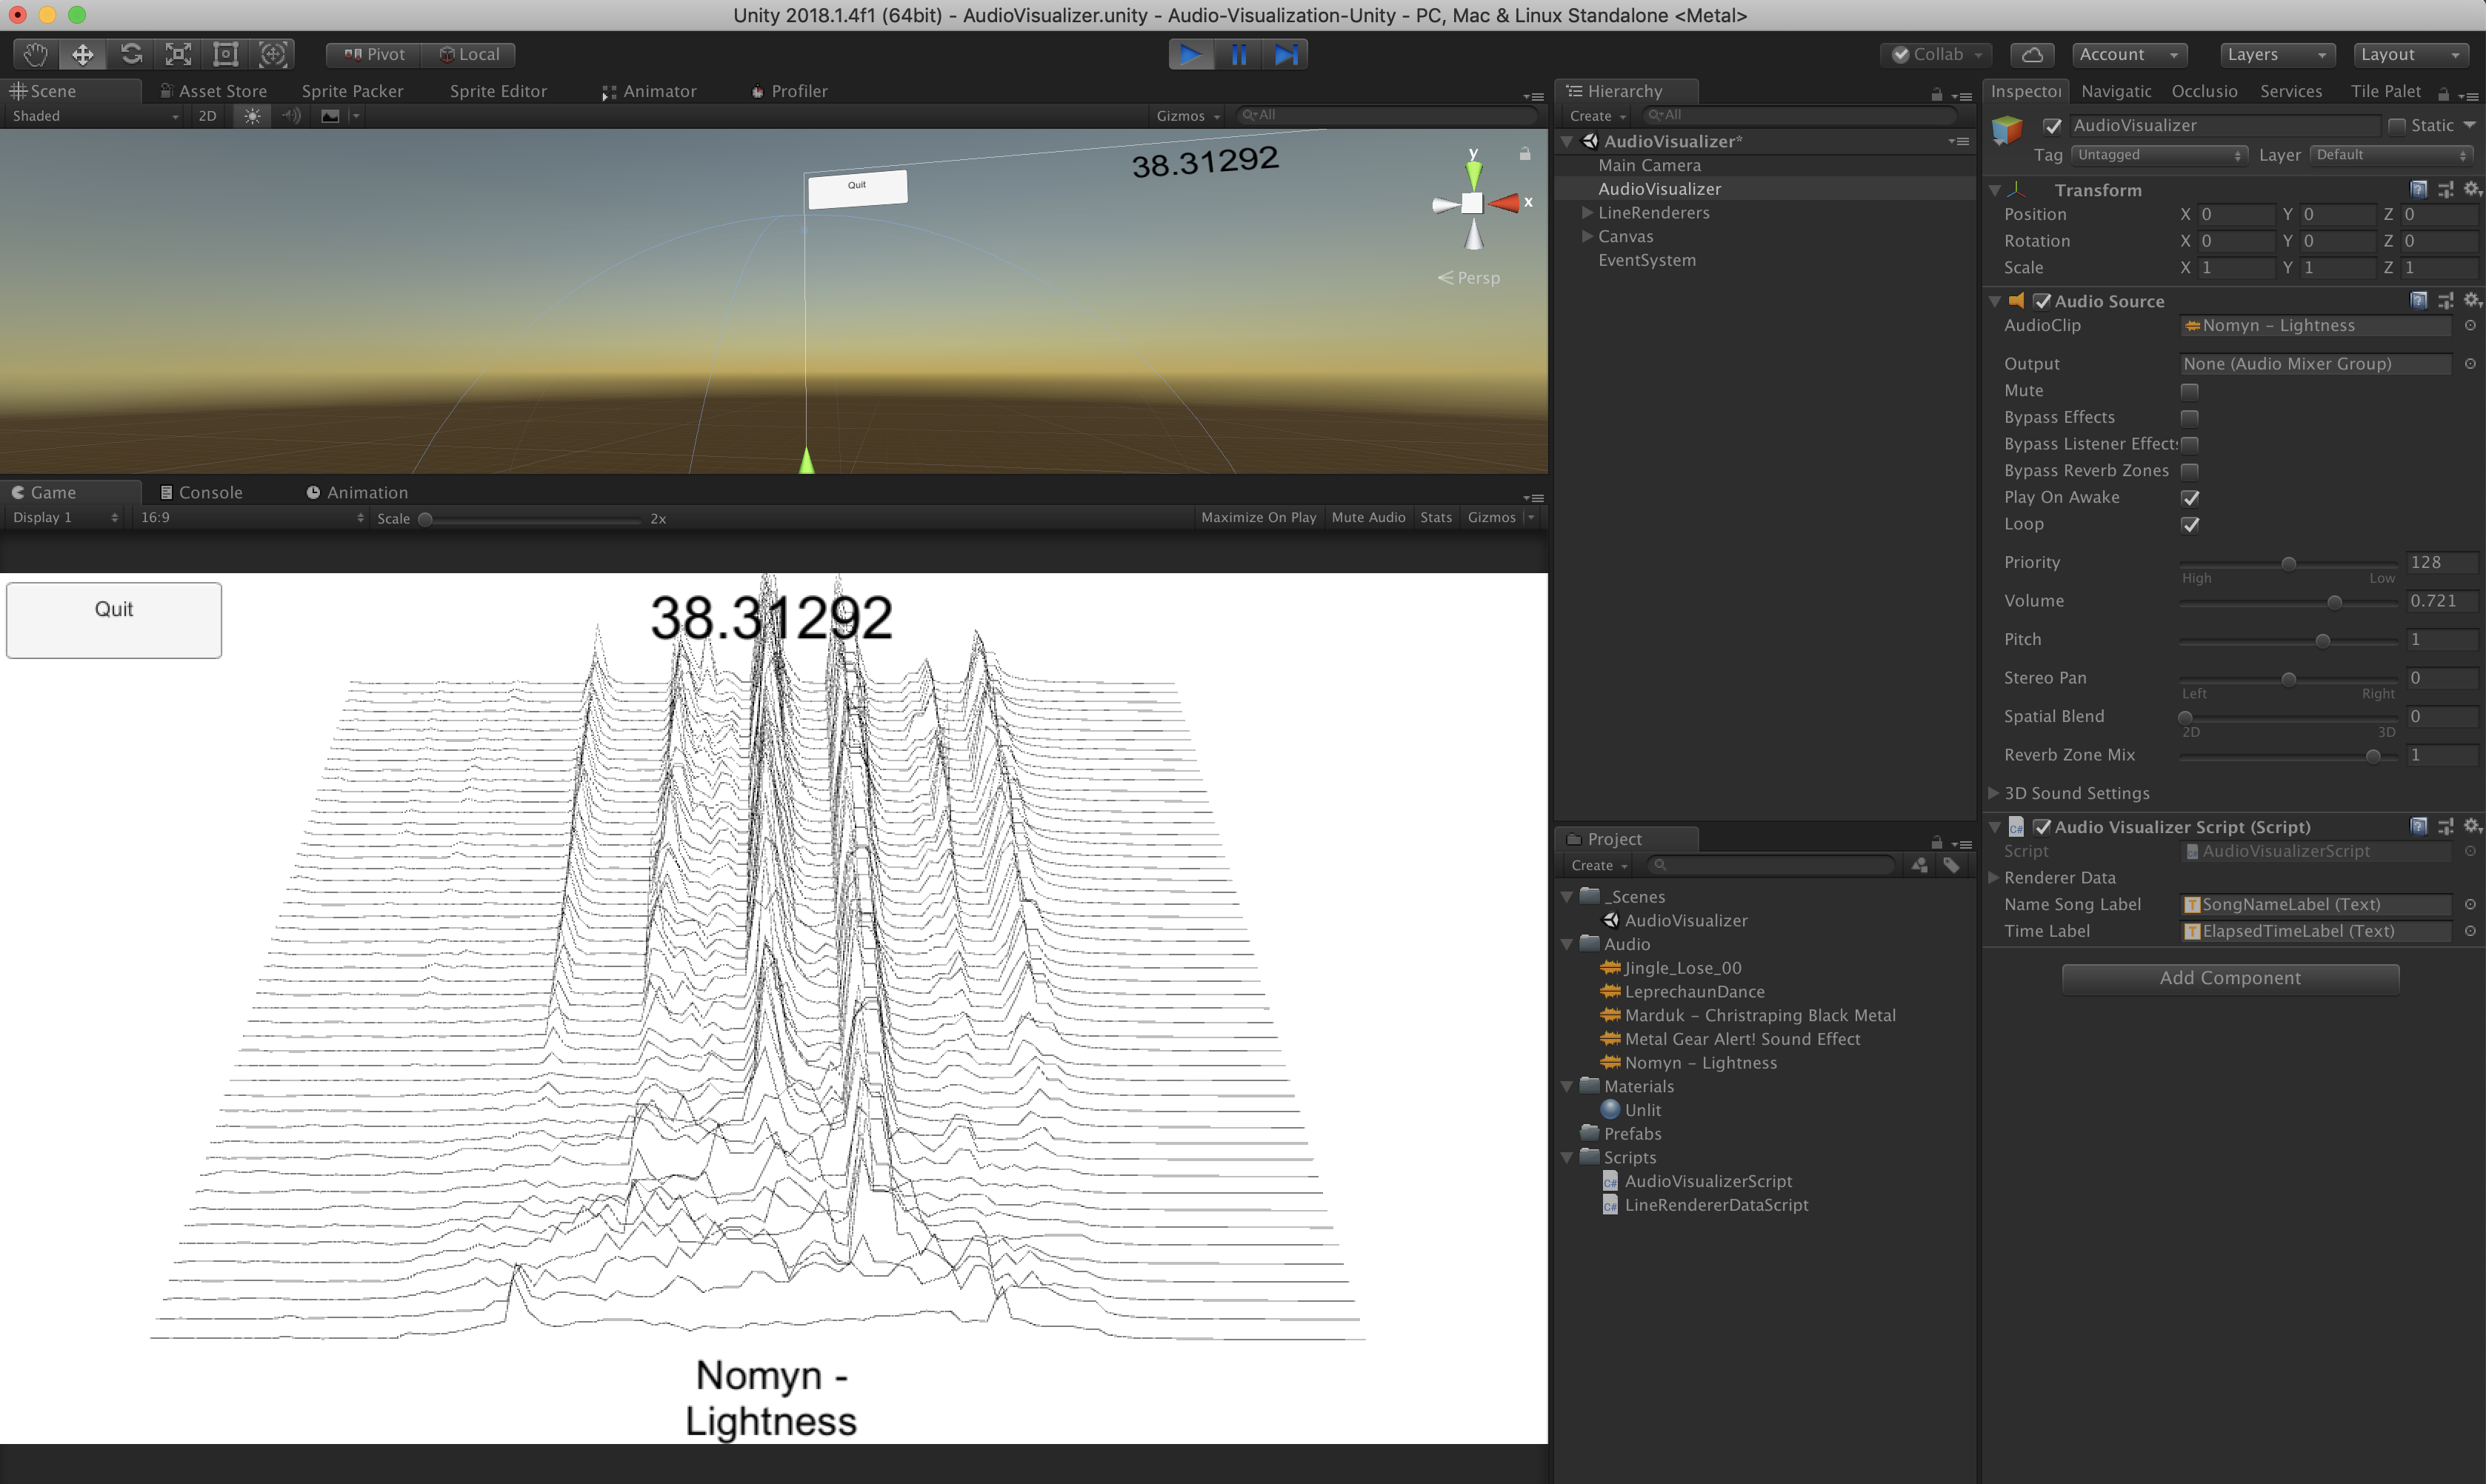 Unity 2018.1.4f1 (64bit) - AudioVisualizer.unity - Audio-Visualization-Unity - PC, Mac & Linux Standalone <Metal>
Pivot Local Collab Account Layers Layout
Scene Asset Store Sprite Packer Sprite Editor Animator Profiler
Shaded 2D Gizmos All
38.31292
Quit
y
x
Persp
Game Console Animation
Display 1 16:9 Scale 2x Maximize On Play Mute Audio Stats Gizmos
Quit
38.31292
Nomyn -
Lightness
Hierarchy
Create All
AudioVisualizer*
Main Camera
AudioVisualizer
LineRenderers
Canvas
EventSystem
Project
Create
_Scenes
AudioVisualizer
Audio
Jingle_Lose_00
LeprechaunDance
Marduk - Christraping Black Metal
Metal Gear Alert! Sound Effect
Nomyn - Lightness
Materials
Unlit
Prefabs
Scripts
C# AudioVisualizerScript
C# LineRendererDataScript
Inspector Navigatic Occlusio Services Tile Palet
AudioVisualizer Static
Tag Untagged Layer Default
Transform
Position X 0 Y 0 Z 0
Rotation X 0 Y 0 Z 0
Scale X 1 Y 1 Z 1
Audio Source
AudioClip Nomyn - Lightness
Output None (Audio Mixer Group)
Mute
Bypass Effects
Bypass Listener Effects
Bypass Reverb Zones
Play On Awake
Loop
Priority 128
High Low
Volume 0.721
Pitch 1
Stereo Pan 0
Left Right
Spatial Blend 0
2D 3D
Reverb Zone Mix 1
3D Sound Settings
C# Audio Visualizer Script (Script)
Script AudioVisualizerScript
Renderer Data
Name Song Label T SongNameLabel (Text)
Time Label T ElapsedTimeLabel (Text)
Add Component